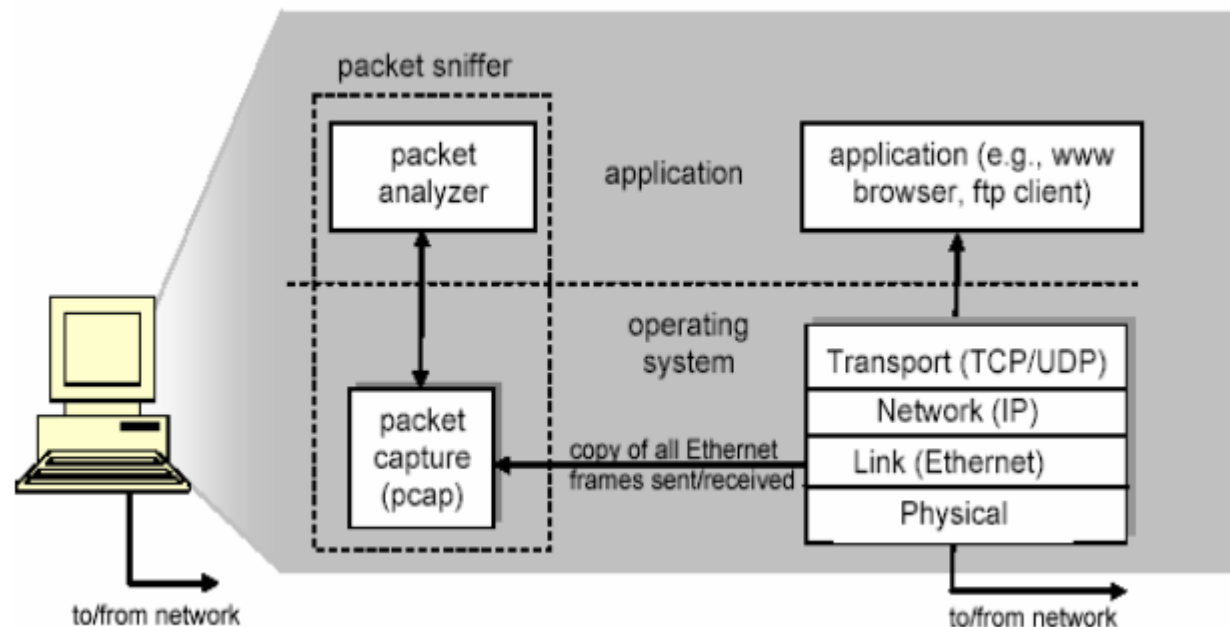 packet sniffer
packet
analyzer
application
application (e.g., www
browser, ftp client)
operating
system
packet
capture
(pcap)
copy of all Ethernet
frames sent/received
Transport (TCP/UDP)
Network (IP)
Link (Ethernet)
Physical
to/from network
to/from network